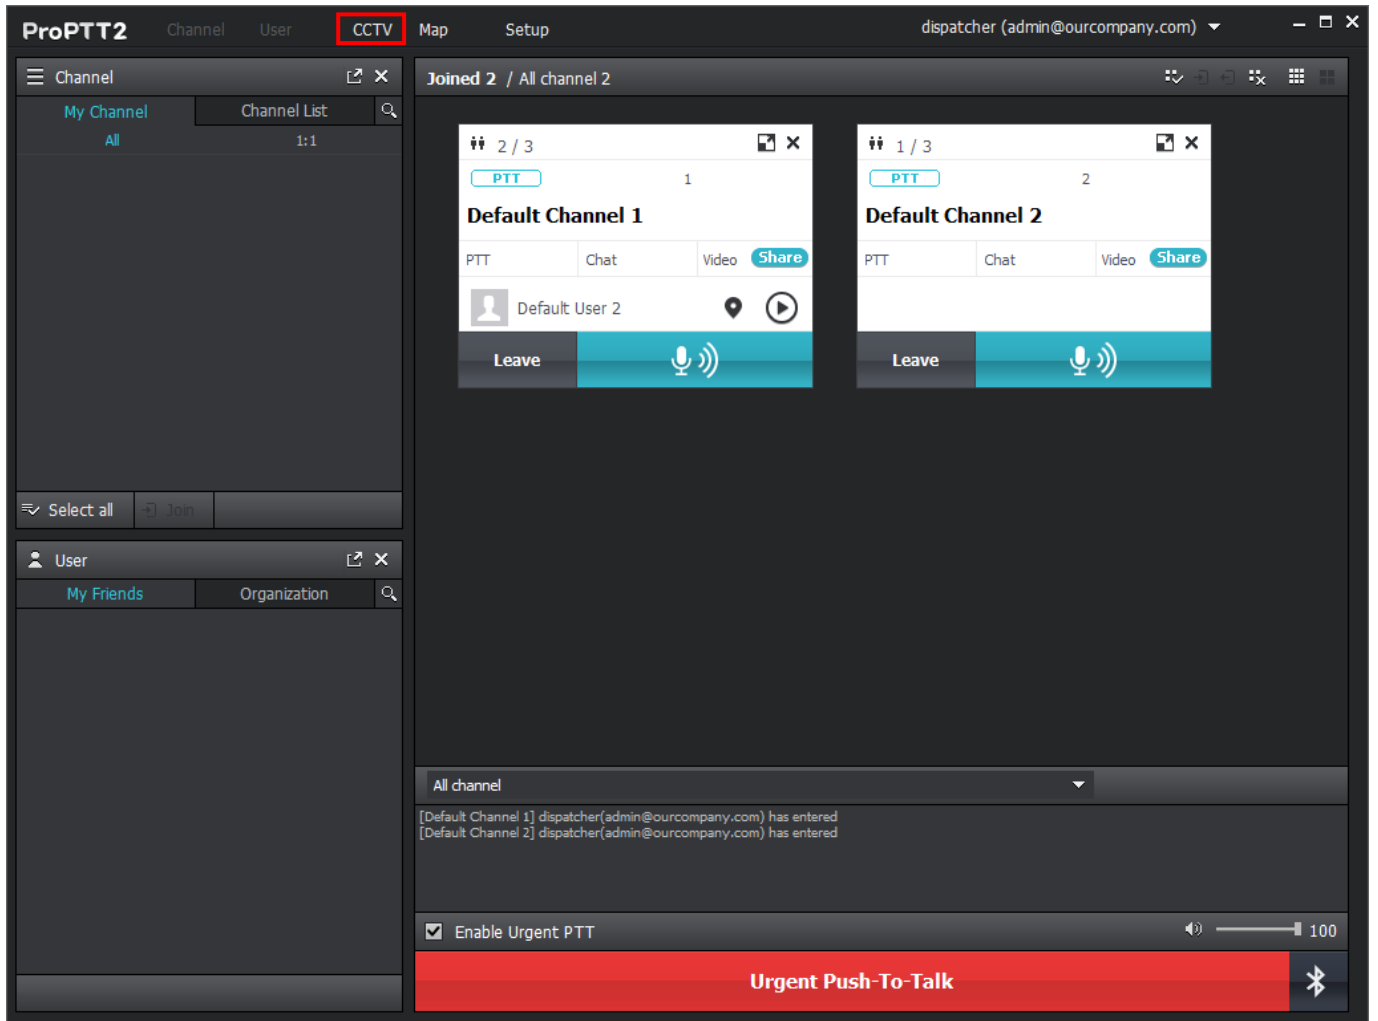 ProPTT2 Channel User CCTV Map Setup dispatcher (admin@ourcompany.com)
Channel
My Channel Channel List
All 1:1
Select all Join
User
My Friends Organization
Joined 2 / All channel 2
2 / 3
PTT 1
Default Channel 1
PTT Chat Video Share
Default User 2
Leave
1 / 3
PTT 2
Default Channel 2
PTT Chat Video Share
Leave
All channel
[Default Channel 1] dispatcher(admin@ourcompany.com) has entered
[Default Channel 2] dispatcher(admin@ourcompany.com) has entered
Enable Urgent PTT 100
Urgent Push-To-Talk